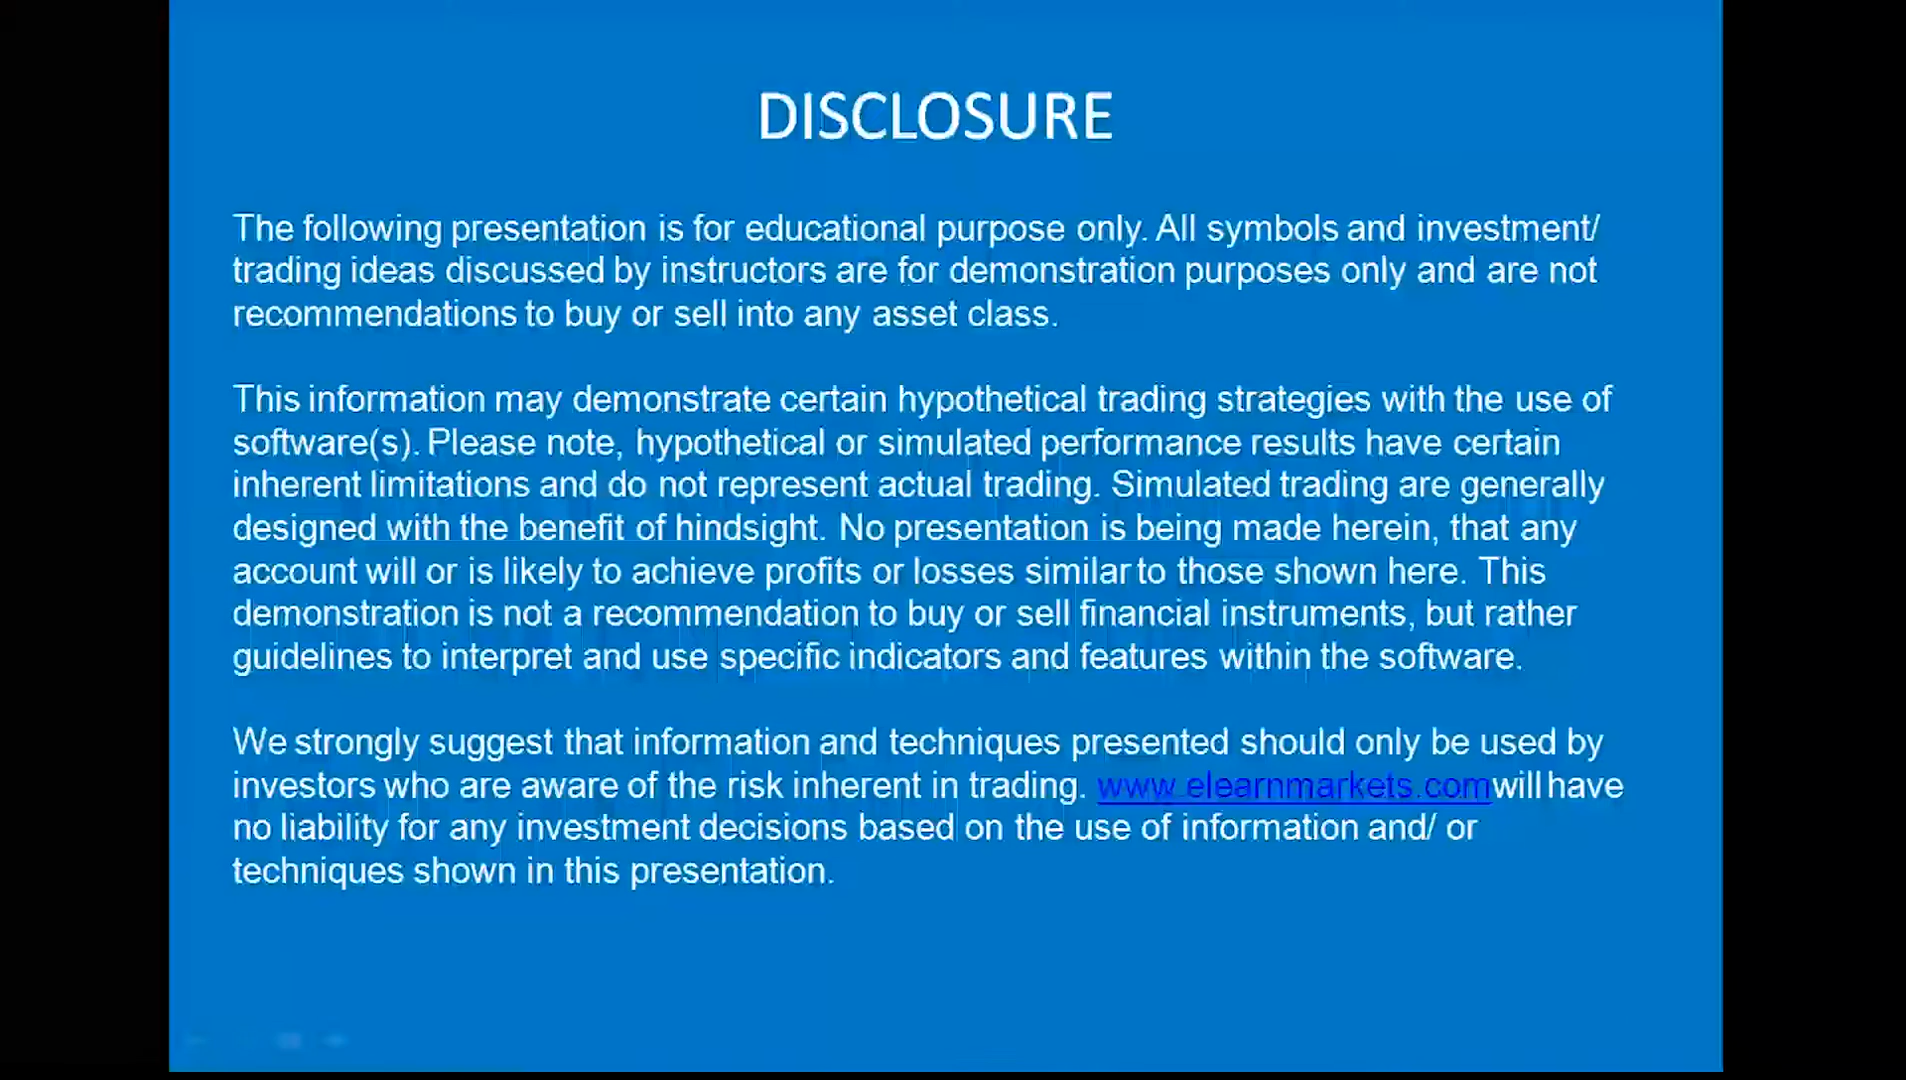 DISCLOSURE
The following presentation is for educational purpose only. All symbols and investment/
trading ideas discussed by instructors are for demonstration purposes only and are not
recommendations to buy or sell into any asset class.
This information may demonstrate certain hypothetical trading strategies with the use of
software(s). Please note, hypothetical or simulated performance results have certain
inherent limitations and do not represent actual trading. Simulated trading are generally
designed with the benefit of hindsight. No presentation is being made herein, that any
account will or is likely to achieve profits or losses similar to those shown here. This
demonstration is not a recommendation to buy or sell financial instruments, but rather
guidelines to interpret and use specific indicators and features within the software.
We strongly suggest that information and techniques presented should only be used by
investors who are aware of the risk inherent in trading. www.elearnmarkets.com will have
no liability for any investment decisions based on the use of information and/ or
techniques shown in this presentation.